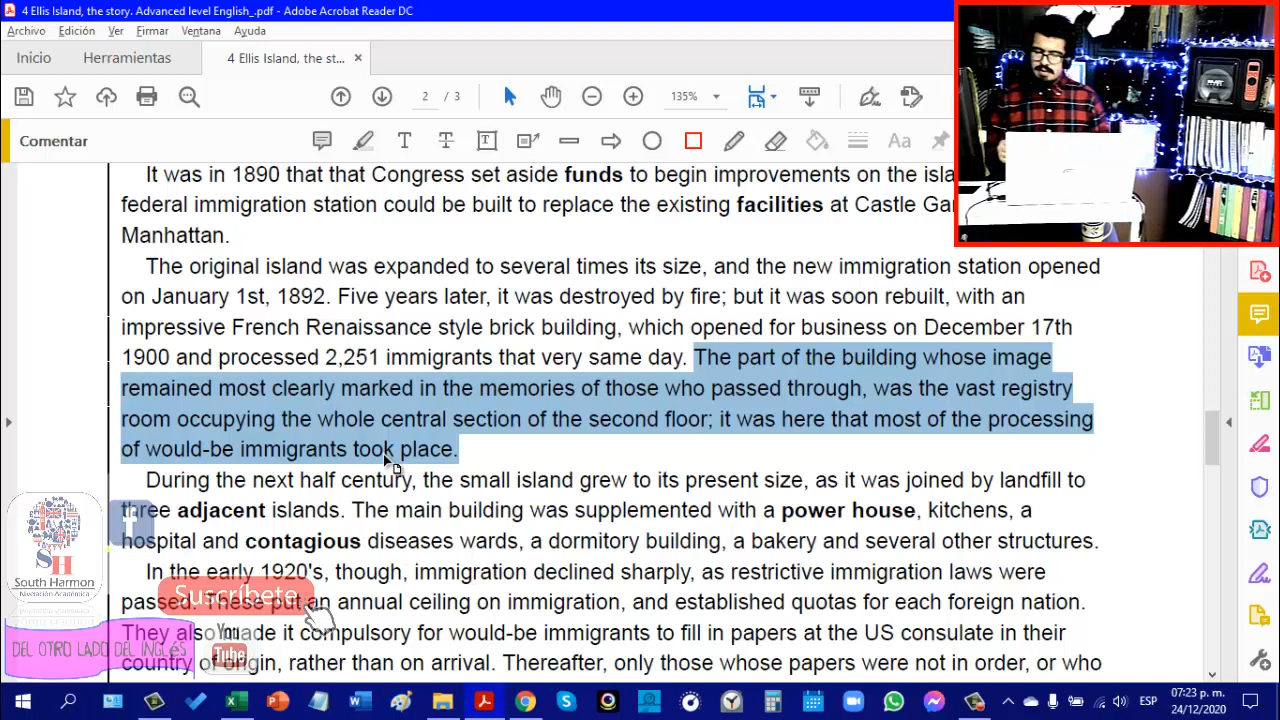 4 Ellis Island, the story. Advanced level English_.pdf - Adobe Acrobat Reader DC
Archivo Edición Ver Firmar Ventana Ayuda
Inicio Herramientas 4 Ellis Island, the st... ×
2 / 3 135%
Comentar
It was in 1890 that that Congress set aside funds to begin improvements on the
federal immigration station could be built to replace the existing facilities at Castle
Manhattan.
The original island was expanded to several times its size, and the new immigration station opened
on January 1st, 1892. Five years later, it was destroyed by fire; but it was soon rebuilt, with an
impressive French Renaissance style brick building, which opened for business on December 17th
1900 and processed 2,251 immigrants that very same day. The part of the building whose image
remained most clearly marked in the memories of those who passed through, was the vast registry
room occupying the whole central section of the second floor; it was here that most of the processing
of would-be immigrants took place.
During the next half century, the small island grew to its present size, as it was joined by landfill to
three adjacent islands. The main building was supplemented with a power house, kitchens, a
hospital and contagious diseases wards, a dormitory building, a bakery and several other structures.
In the early 1920's, though, immigration declined sharply, as restrictive immigration laws were
passed. These put an annual ceiling on immigration, and established quotas for each foreign nation.
They also made it compulsory for would-be immigrants to fill in papers at the US consulate in their
country of origin, rather than on arrival. Thereafter, only those whose papers were not in order, or who
SH
South Harmon
Nivelación Académica
f
Suscríbete
You
Tube
DEL OTRO LADO DEL INGLÉS
ESP
07:23 p. m.
24/12/2020